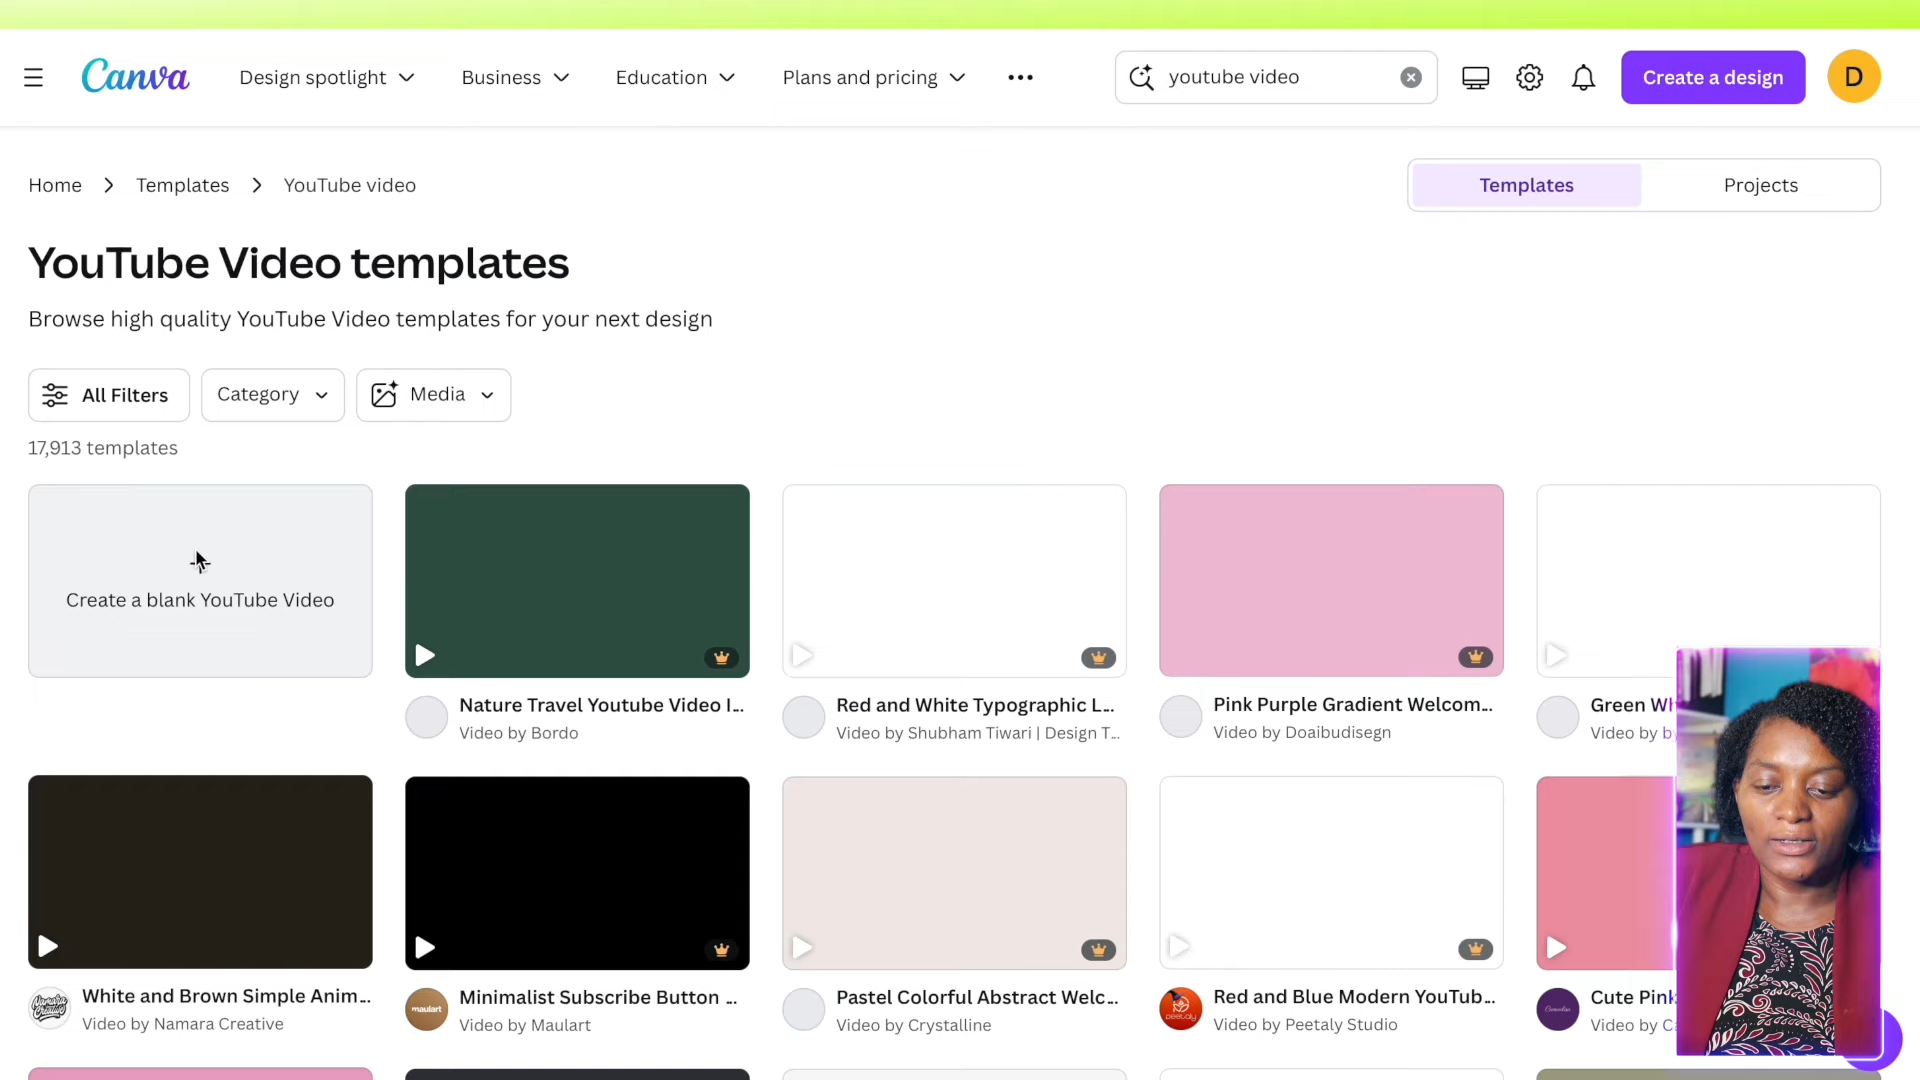 Canva
Design spotlight
Business
Education
Plans and pricing
youtube video
Create a design
D
Home
Templates
YouTube video
Templates
Projects
YouTube Video templates
Browse high quality YouTube Video templates for your next design
All Filters
Category
Media
17,913 templates
Create a blank YouTube Video
Nature Travel Youtube Video I...
Video by Bordo
Red and White Typographic L...
Video by Shubham Tiwari | Design T...
Pink Purple Gradient Welcom...
Video by Doaibudisegn
Green Wh
Video by b
White and Brown Simple Anim...
Video by Namara Creative
maulart
Minimalist Subscribe Button ...
Video by Maulart
Pastel Colorful Abstract Welc...
Video by Crystalline
peetaly
Red and Blue Modern YouTub...
Video by Peetaly Studio
Cute Pink
Video by C